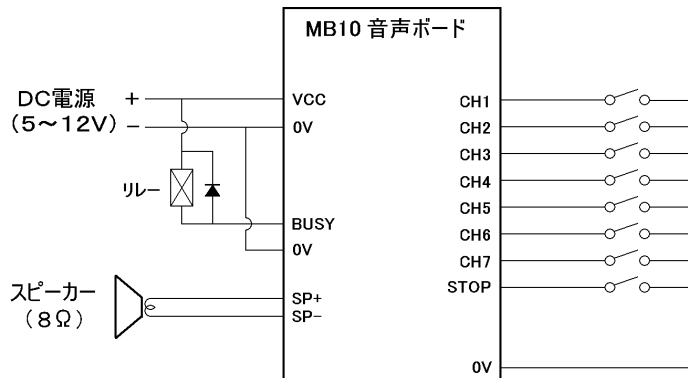 MB10 音声ボード
DC電源
(5～12V)
+
−
リレー
スピーカー
(8Ω)
VCC
0V
BUSY
0V
SP+
SP-
CH1
CH2
CH3
CH4
CH5
CH6
CH7
STOP
0V